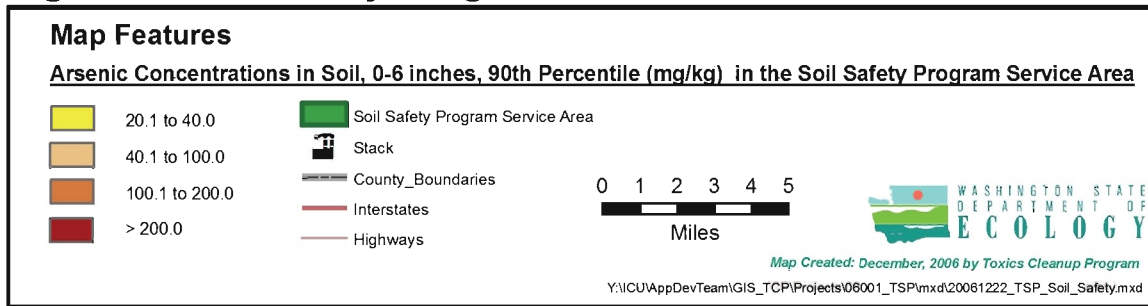 Map Features
Arsenic Concentrations in Soil, 0-6 inches, 90th Percentile (mg/kg) in the Soil Safety Program Service Area
20.1 to 40.0
40.1 to 100.0
100.1 to 200.0
> 200.0
Soil Safety Program Service Area
Stack
County_Boundaries
Interstates
Highways
0 1 2 3 4 5
Miles
WASHINGTON STATE
DEPARTMENT OF
ECOLOGY
Map Created: December, 2006 by Toxics Cleanup Program
Y:\ICU\AppDevTeam\GIS_TCP\Projects\06001_TSP\mxd\20061222_TSP_Soil_Safety.mxd